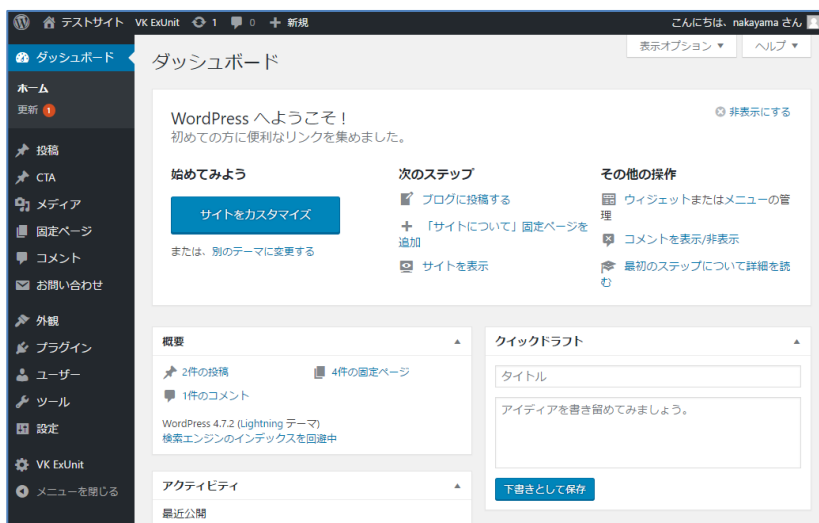 テストサイト VK ExUnit 1 0 新規 こんにちは、nakayama さん
ダッシュボード
ホーム
更新 1
投稿
CTA
メディア
固定ページ
コメント
お問い合わせ
外観
プラグイン
ユーザー
ツール
設定
VK ExUnit
メニューを閉じる
表示オプション ▼ ヘルプ ▼
ダッシュボード
WordPress へようこそ !
初めての方に便利なリンクを集めました。
非表示にする
始めてみよう
サイトをカスタマイズ
または、別のテーマに変更する
次のステップ
ブログに投稿する
「サイトについて」固定ページを
追加
サイトを表示
その他の操作
ウィジェットまたはメニューの管
理
コメントを表示/非表示
最初のステップについて詳細を読
む
概要
2件の投稿 4件の固定ページ
1件のコメント
WordPress 4.7.2 (Lightning テーマ)
検索エンジンのインデックスを回避中
アクティビティ
最近公開
クイックドラフト
タイトル
アイディアを書き留めてみましょう。
下書きとして保存